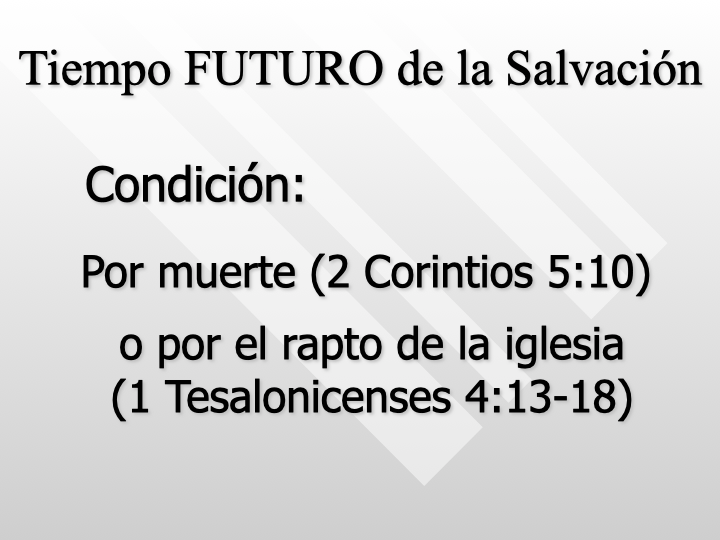 Tiempo FUTURO de la Salvación
Condición:
Por muerte (2 Corintios 5:10)
o por el rapto de la iglesia
(1 Tesalonicenses 4:13-18)